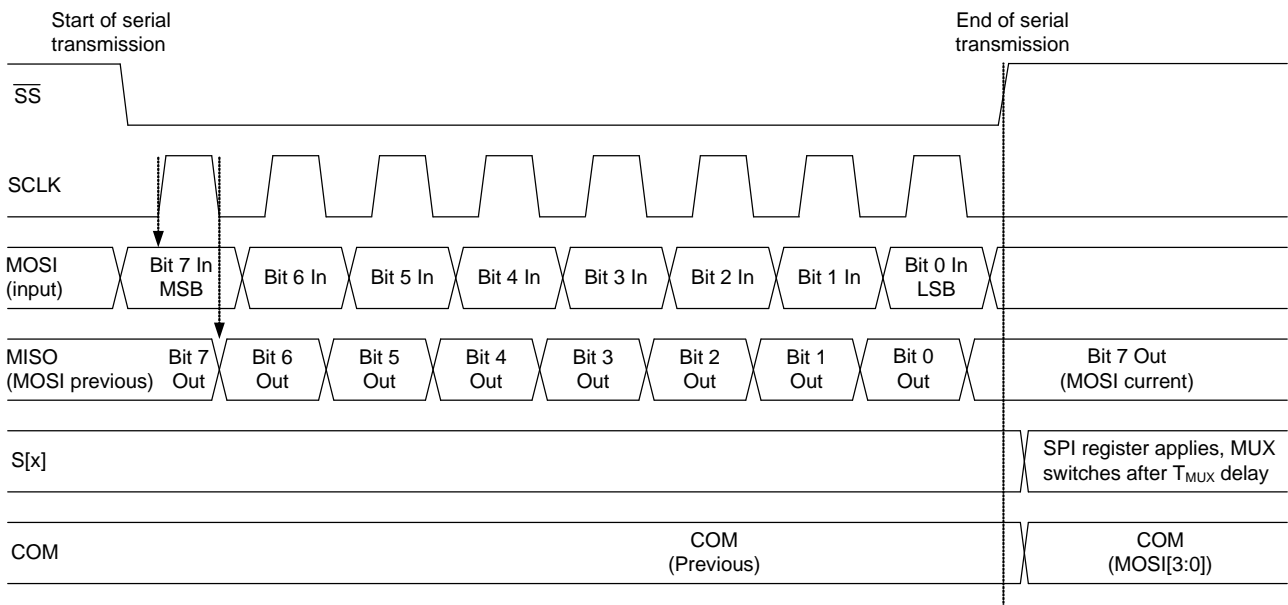 Start of serial
transmission
End of serial
transmission
SS
SCLK
MOSI
(input)
Bit 7 In
MSB
Bit 6 In
Bit 5 In
Bit 4 In
Bit 3 In
Bit 2 In
Bit 1 In
Bit 0 In
LSB
MISO
(MOSI previous)
Bit 7
Out
Bit 6
Out
Bit 5
Out
Bit 4
Out
Bit 3
Out
Bit 2
Out
Bit 1
Out
Bit 0
Out
Bit 7 Out
(MOSI current)
S[x]
SPI register applies, MUX
switches after TMUX delay
COM
COM
(Previous)
COM
(MOSI[3:0])